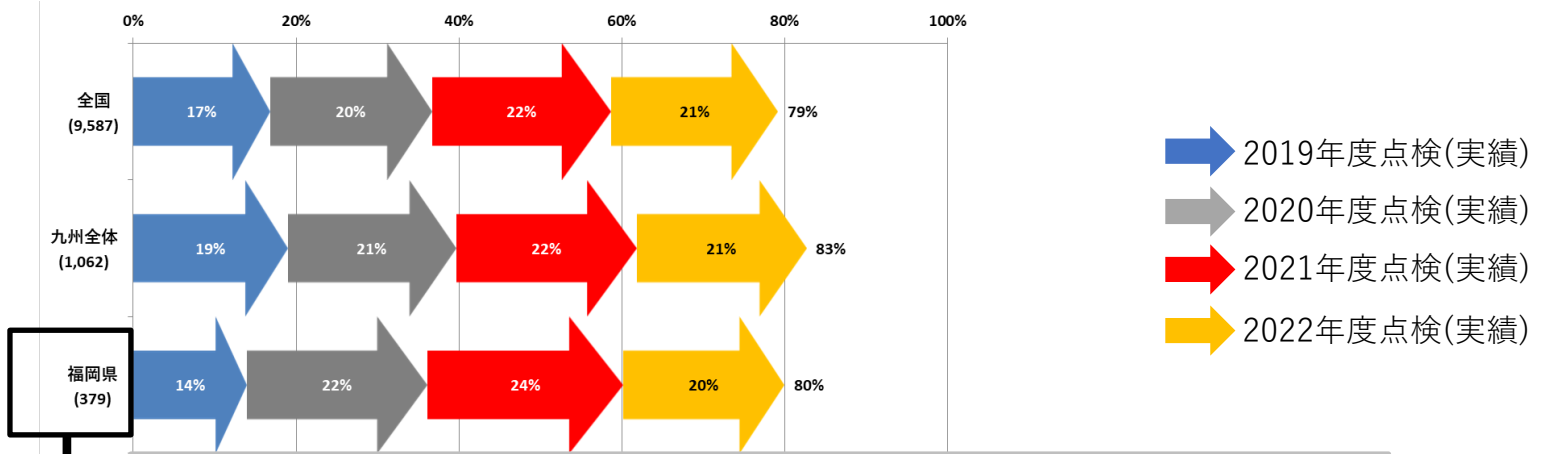 0% 20% 40% 60% 80% 100%
全国
(9,587)
17% 20% 22% 21% 79%
九州全体
(1,062)
19% 21% 22% 21% 83%
福岡県
(379)
14% 22% 24% 20% 80%
2019年度点検(実績)
2020年度点検(実績)
2021年度点検(実績)
2022年度点検(実績)